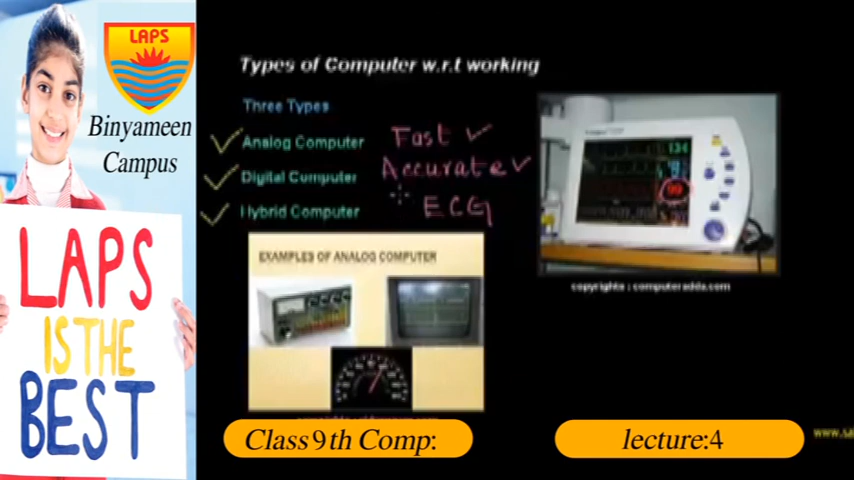 LAPS
Binyameen
Campus
LAPS
IS THE
BEST
Types of Computer w.r.t working
Three Types
Analog Computer
Digital Computer
Hybrid Computer
Fast
Accurate
ECG
134
99
EXAMPLES OF ANALOG COMPUTER
copyrights : computeradda.com
Class 9th Comp:
lecture:4